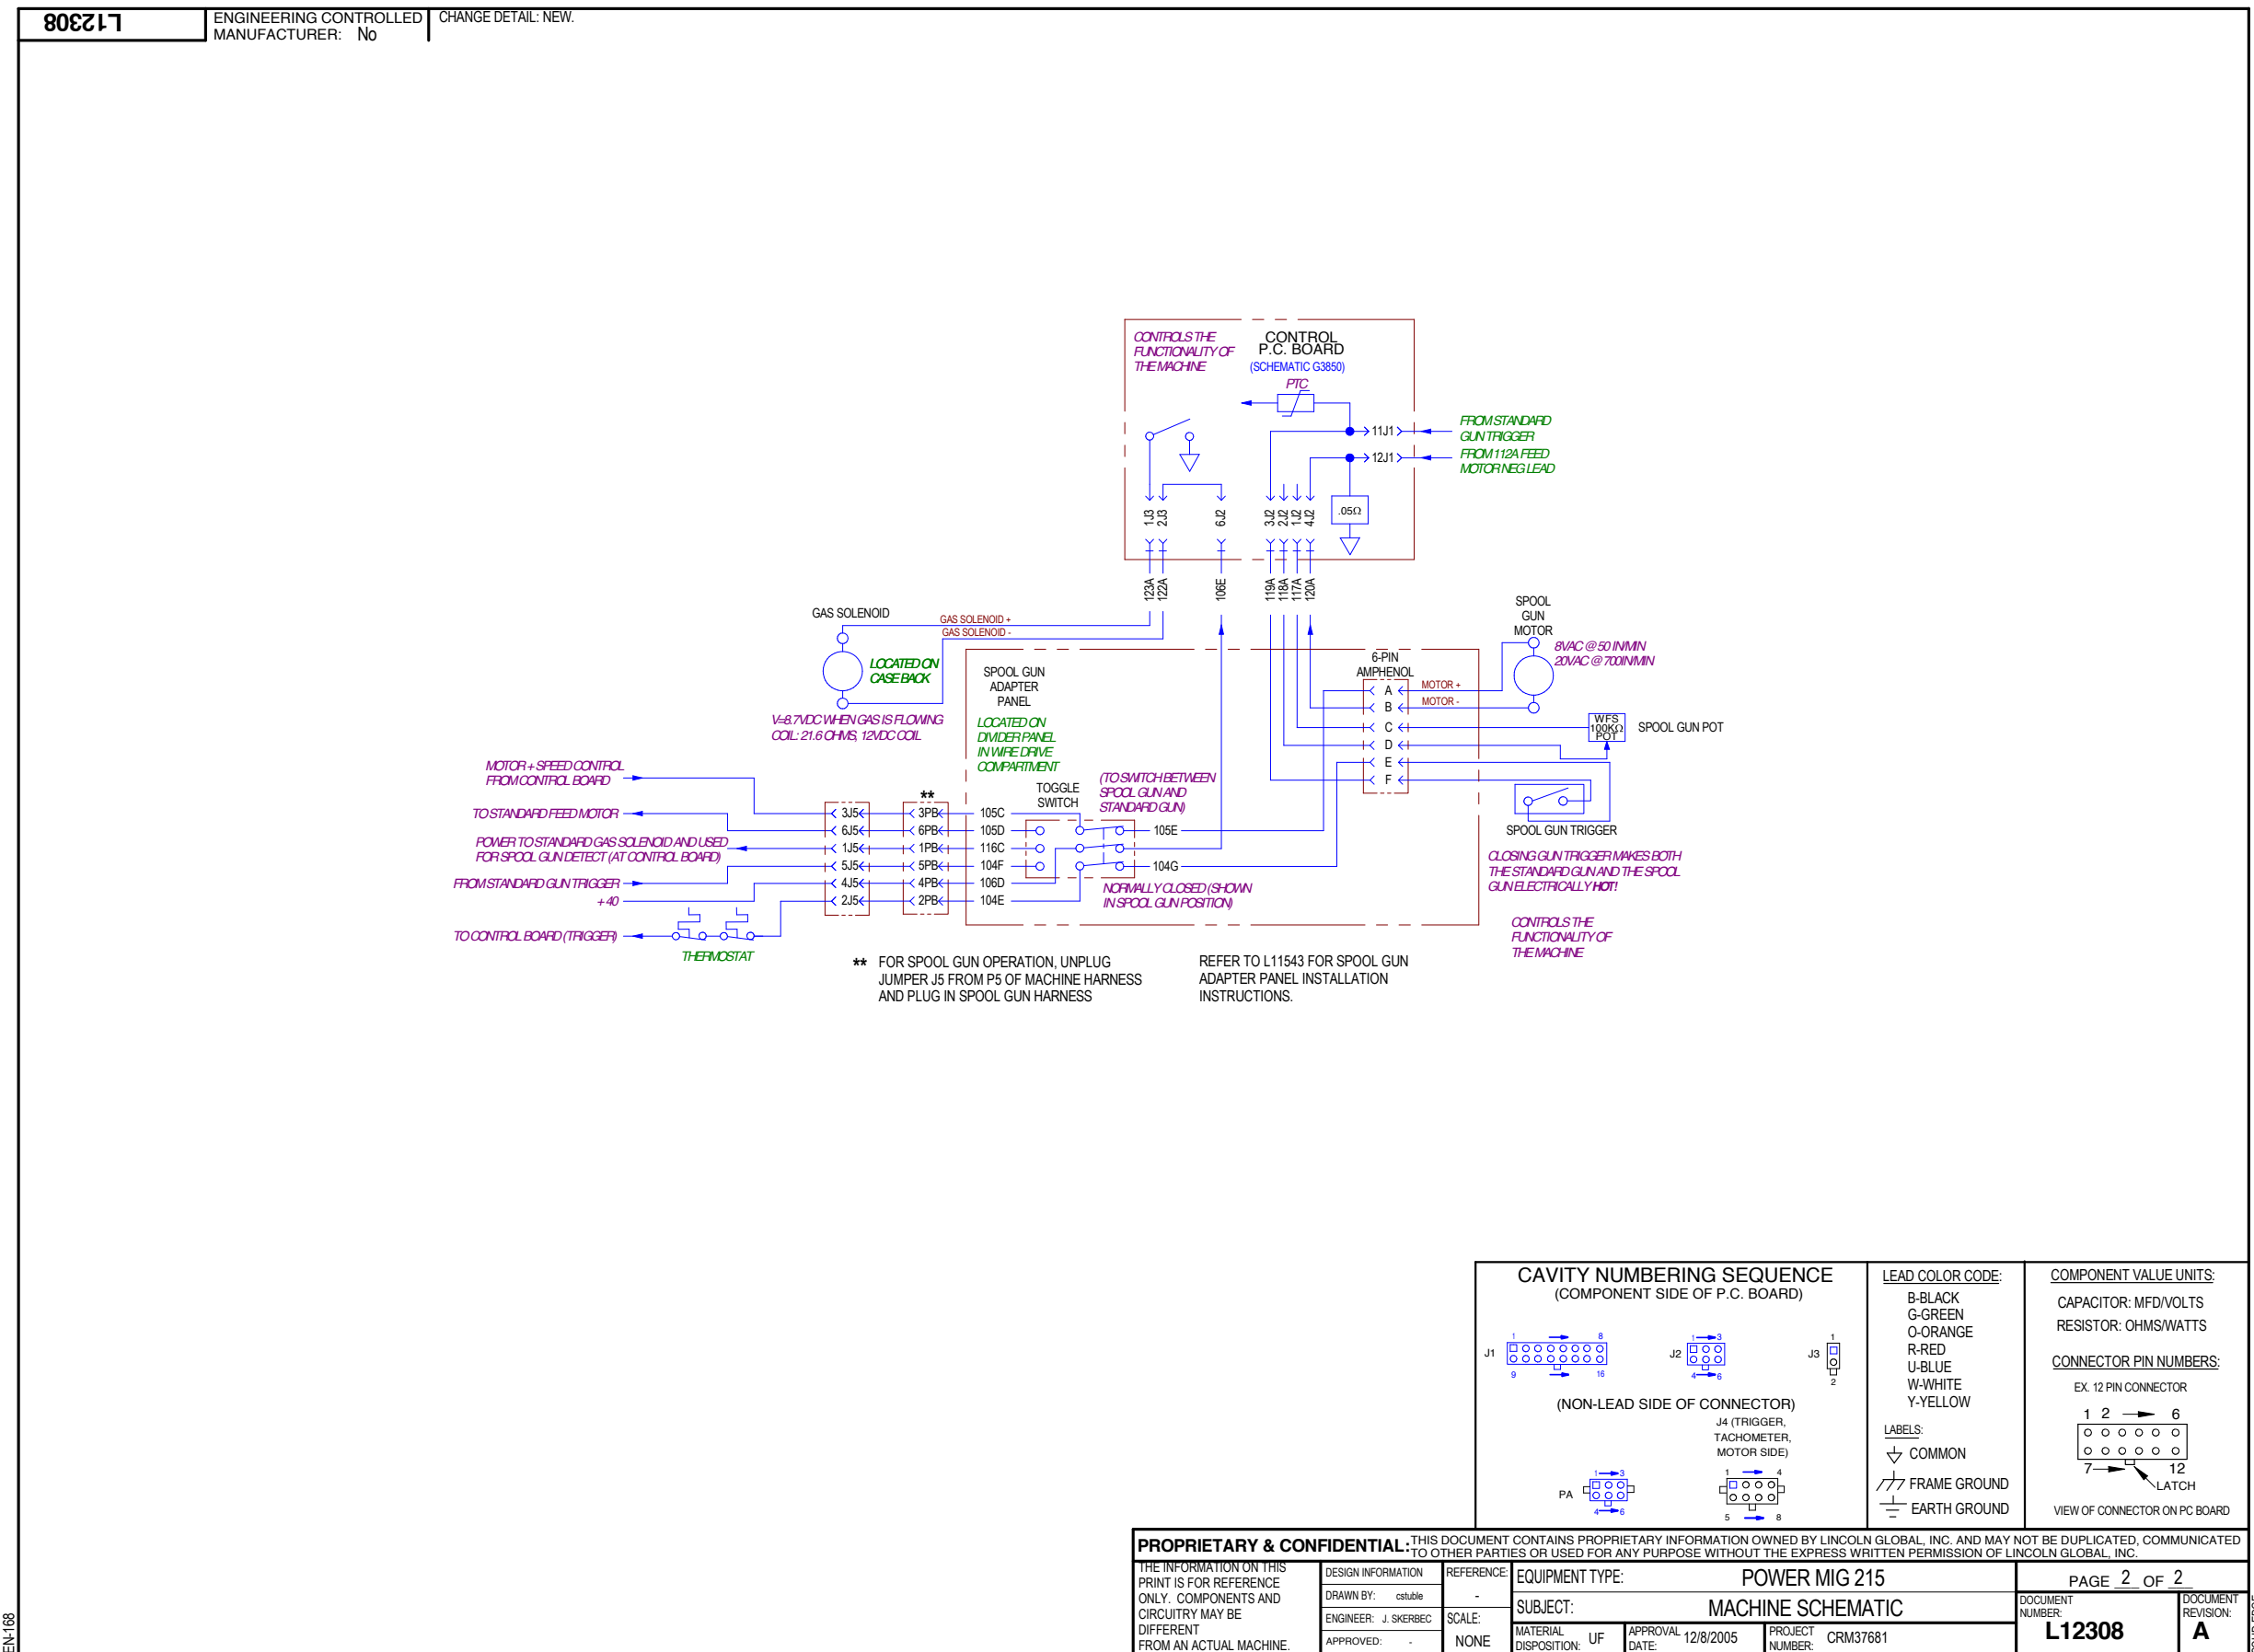 L12308
ENGINEERING CONTROLLED
MANUFACTURER: No
CHANGE DETAIL: NEW.
CONTROLS THE
FUNCTIONALITY OF
THE MACHINE
CONTROL
P.C. BOARD
(SCHEMATIC G3850)
PTC
11J1
12J1
FROM STANDARD
GUN TRIGGER
FROM 112A FEED
MOTOR NEG LEAD
.05Ω
1J3
2J3
6J2
3J2
2J2
1J2
4J2
123A
122A
106E
119A
118A
117A
120A
GAS SOLENOID
GAS SOLENOID +
GAS SOLENOID -
LOCATED ON
CASE BACK
V=8.7VDC WHEN GAS IS FLOWING
COIL: 21.6 OHMS, 12VDC COIL
SPOOL GUN
ADAPTER
PANEL
LOCATED ON
DIVIDER PANEL
IN WIRE DRIVE
COMPARTMENT
6-PIN
AMPHENOL
A
B
C
D
E
F
MOTOR +
MOTOR -
SPOOL
GUN
MOTOR
8VAC @ 50 IN/MIN
20VAC @ 700IN/MIN
WFS
100KΩ
POT
SPOOL GUN POT
SPOOL GUN TRIGGER
CLOSING GUN TRIGGER MAKES BOTH
THE STANDARD GUN AND THE SPOOL
GUN ELECTRICALLY HOT!
CONTROLS THE
FUNCTIONALITY OF
THE MACHINE
TOGGLE
SWITCH
(TO SWITCH BETWEEN
SPOOL GUN AND
STANDARD GUN)
105E
104G
NORMALLY CLOSED (SHOWN
IN SPOOL GUN POSITION)
MOTOR + SPEED CONTROL
FROM CONTROL BOARD
TO STANDARD FEED MOTOR
POWER TO STANDARD GAS SOLENOID AND USED
FOR SPOOL GUN DETECT (AT CONTROL BOARD)
FROM STANDARD GUN TRIGGER
+40
TO CONTROL BOARD (TRIGGER)
THERMOSTAT
**
3J5 3PB 105C
6J5 6PB 105D
1J5 1PB 116C
5J5 5PB 104F
4J5 4PB 106D
2J5 2PB 104E
** FOR SPOOL GUN OPERATION, UNPLUG
JUMPER J5 FROM P5 OF MACHINE HARNESS
AND PLUG IN SPOOL GUN HARNESS
REFER TO L11543 FOR SPOOL GUN
ADAPTER PANEL INSTALLATION
INSTRUCTIONS.
CAVITY NUMBERING SEQUENCE
(COMPONENT SIDE OF P.C. BOARD)
J1
1 8
9 16
J2
1 3
4 6
J3
1
2
(NON-LEAD SIDE OF CONNECTOR)
J4 (TRIGGER,
TACHOMETER,
MOTOR SIDE)
PA
1 3
4 6
1 4
5 8
LEAD COLOR CODE:
B-BLACK
G-GREEN
O-ORANGE
R-RED
U-BLUE
W-WHITE
Y-YELLOW
LABELS:
COMMON
FRAME GROUND
EARTH GROUND
COMPONENT VALUE UNITS:
CAPACITOR: MFD/VOLTS
RESISTOR: OHMS/WATTS
CONNECTOR PIN NUMBERS:
EX. 12 PIN CONNECTOR
1 2 6
7 12
LATCH
VIEW OF CONNECTOR ON PC BOARD
PROPRIETARY & CONFIDENTIAL: THIS DOCUMENT CONTAINS PROPRIETARY INFORMATION OWNED BY LINCOLN GLOBAL, INC. AND MAY NOT BE DUPLICATED, COMMUNICATED
TO OTHER PARTIES OR USED FOR ANY PURPOSE WITHOUT THE EXPRESS WRITTEN PERMISSION OF LINCOLN GLOBAL, INC.
THE INFORMATION ON THIS
PRINT IS FOR REFERENCE
ONLY. COMPONENTS AND
CIRCUITRY MAY BE
DIFFERENT
FROM AN ACTUAL MACHINE.
DESIGN INFORMATION
DRAWN BY: cstuble
ENGINEER: J. SKERBEC
APPROVED: -
REFERENCE:
-
SCALE:
NONE
EQUIPMENT TYPE: POWER MIG 215
SUBJECT: MACHINE SCHEMATIC
MATERIAL
DISPOSITION: UF
APPROVAL
DATE: 12/8/2005
PROJECT
NUMBER: CRM37681
PAGE 2 OF 2
DOCUMENT
NUMBER:
L12308
DOCUMENT
REVISION:
A
EN-168